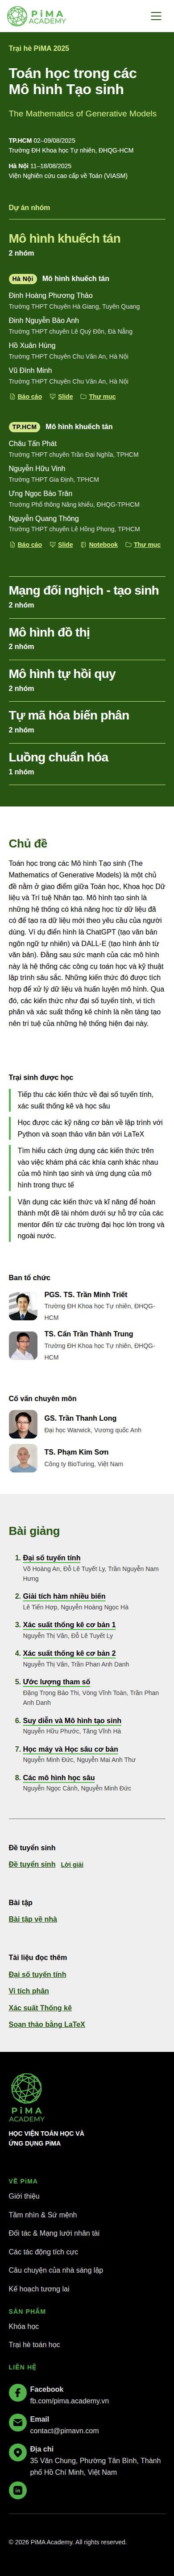 PiMA
ACADEMY
Trại hè PiMA 2025
Toán học trong các
Mô hình Tạo sinh
The Mathematics of Generative Models
TP.HCM 02–09/08/2025
Trường ĐH Khoa học Tự nhiên, ĐHQG-HCM
Hà Nội 11–18/08/2025
Viện Nghiên cứu cao cấp về Toán (VIASM)
Dự án nhóm
Mô hình khuếch tán
2 nhóm
Hà Nội Mô hình khuếch tán
Đinh Hoàng Phương Thảo
Trường THPT Chuyên Hà Giang, Tuyên Quang
Đinh Nguyễn Bảo Anh
Trường THPT chuyên Lê Quý Đôn, Đà Nẵng
Hồ Xuân Hùng
Trường THPT Chuyên Chu Văn An, Hà Nội
Vũ Đình Minh
Trường THPT Chuyên Chu Văn An, Hà Nội
Báo cáo Slide Thư mục
TP.HCM Mô hình khuếch tán
Châu Tấn Phát
Trường THPT chuyên Trần Đại Nghĩa, TPHCM
Nguyễn Hữu Vinh
Trường THPT Gia Định, TPHCM
Ưng Ngọc Bảo Trân
Trường Phổ thông Năng khiếu, ĐHQG-TPHCM
Nguyễn Quang Thông
Trường THPT chuyên Lê Hồng Phong, TPHCM
Báo cáo Slide Notebook Thư mục
Mạng đối nghịch - tạo sinh
2 nhóm
Mô hình đồ thị
2 nhóm
Mô hình tự hồi quy
2 nhóm
Tự mã hóa biến phân
2 nhóm
Luồng chuẩn hóa
1 nhóm
Chủ đề
Toán học trong các Mô hình Tạo sinh (The
Mathematics of Generative Models) là một chủ
đề nằm ở giao điểm giữa Toán học, Khoa học Dữ
liệu và Trí tuệ Nhân tạo. Mô hình tạo sinh là
những hệ thống có khả năng học từ dữ liệu đã
có để tạo ra dữ liệu mới theo yêu cầu của người
dùng. Ví dụ điển hình là ChatGPT (tạo văn bản
ngôn ngữ tự nhiên) và DALL-E (tạo hình ảnh từ
văn bản). Đằng sau sức mạnh của các mô hình
này là hệ thống các công cụ toán học và kỹ thuật
lập trình sâu sắc. Những kiến thức đó được tích
hợp để xử lý dữ liệu và huấn luyện mô hình. Qua
đó, các kiến thức như đại số tuyến tính, vi tích
phân và xác suất thống kê chính là nền tảng tạo
nên trí tuệ của những hệ thống hiện đại này.
Trại sinh được học
Tiếp thu các kiến thức về đại số tuyến tính,
xác suất thống kê và học sâu
Học được các kỹ năng cơ bản về lập trình với
Python và soạn thảo văn bản với LaTeX
Tìm hiểu cách ứng dụng các kiến thức trên
vào việc khám phá các khía cạnh khác nhau
của mô hình tạo sinh và ứng dụng của mô
hình trong thực tế
Vận dụng các kiến thức và kĩ năng để hoàn
thành một đề tài nhóm dưới sự hỗ trợ của các
mentor đến từ các trường đại học lớn trong và
ngoài nước.
Ban tổ chức
PGS. TS. Trần Minh Triết
Trường ĐH Khoa học Tự nhiên, ĐHQG-
HCM
TS. Cấn Trần Thành Trung
Trường ĐH Khoa học Tự nhiên, ĐHQG-
HCM
Cố vấn chuyên môn
GS. Trần Thanh Long
Đại học Warwick, Vương quốc Anh
TS. Phạm Kim Sơn
Công ty BioTuring, Việt Nam
Bài giảng
1. Đại số tuyến tính
Võ Hoàng An, Đỗ Lê Tuyết Ly, Trần Nguyễn Nam
Hưng
2. Giải tích hàm nhiều biến
Lê Tiến Hợp, Nguyễn Hoàng Ngọc Hà
3. Xác suất thống kê cơ bản 1
Nguyễn Thị Vân, Đỗ Lê Tuyết Ly
4. Xác suất thống kê cơ bản 2
Nguyễn Thị Vân, Trần Phan Anh Danh
5. Ước lượng tham số
Đặng Trọng Bảo Thi, Vòng Vĩnh Toàn, Trần Phan
Anh Danh
6. Suy diễn và Mô hình tạo sinh
Nguyễn Hữu Phước, Tăng Vĩnh Hà
7. Học máy và Học sâu cơ bản
Nguyễn Minh Đức, Nguyễn Mai Anh Thư
8. Các mô hình học sâu
Nguyễn Ngọc Cảnh, Nguyễn Minh Đức
Đề tuyển sinh
Đề tuyển sinh Lời giải
Bài tập
Bài tập về nhà
Tài liệu đọc thêm
Đại số tuyến tính
Vi tích phân
Xác suất Thống kê
Soạn thảo bằng LaTeX
PiMA
ACADEMY
HỌC VIỆN TOÁN HỌC VÀ
ỨNG DỤNG PiMA
VỀ PiMA
Giới thiệu
Tầm nhìn & Sứ mệnh
Đối tác & Mạng lưới nhân tài
Các tác động tích cực
Câu chuyện của nhà sáng lập
Kế hoạch tương lai
SẢN PHẨM
Khóa học
Trại hè toán học
LIÊN HỆ
Facebook
fb.com/pima.academy.vn
Email
contact@pimavn.com
Địa chỉ
35 Văn Chung, Phường Tân Bình, Thành
phố Hồ Chí Minh, Việt Nam
© 2026 PiMA Academy. All rights reserved.